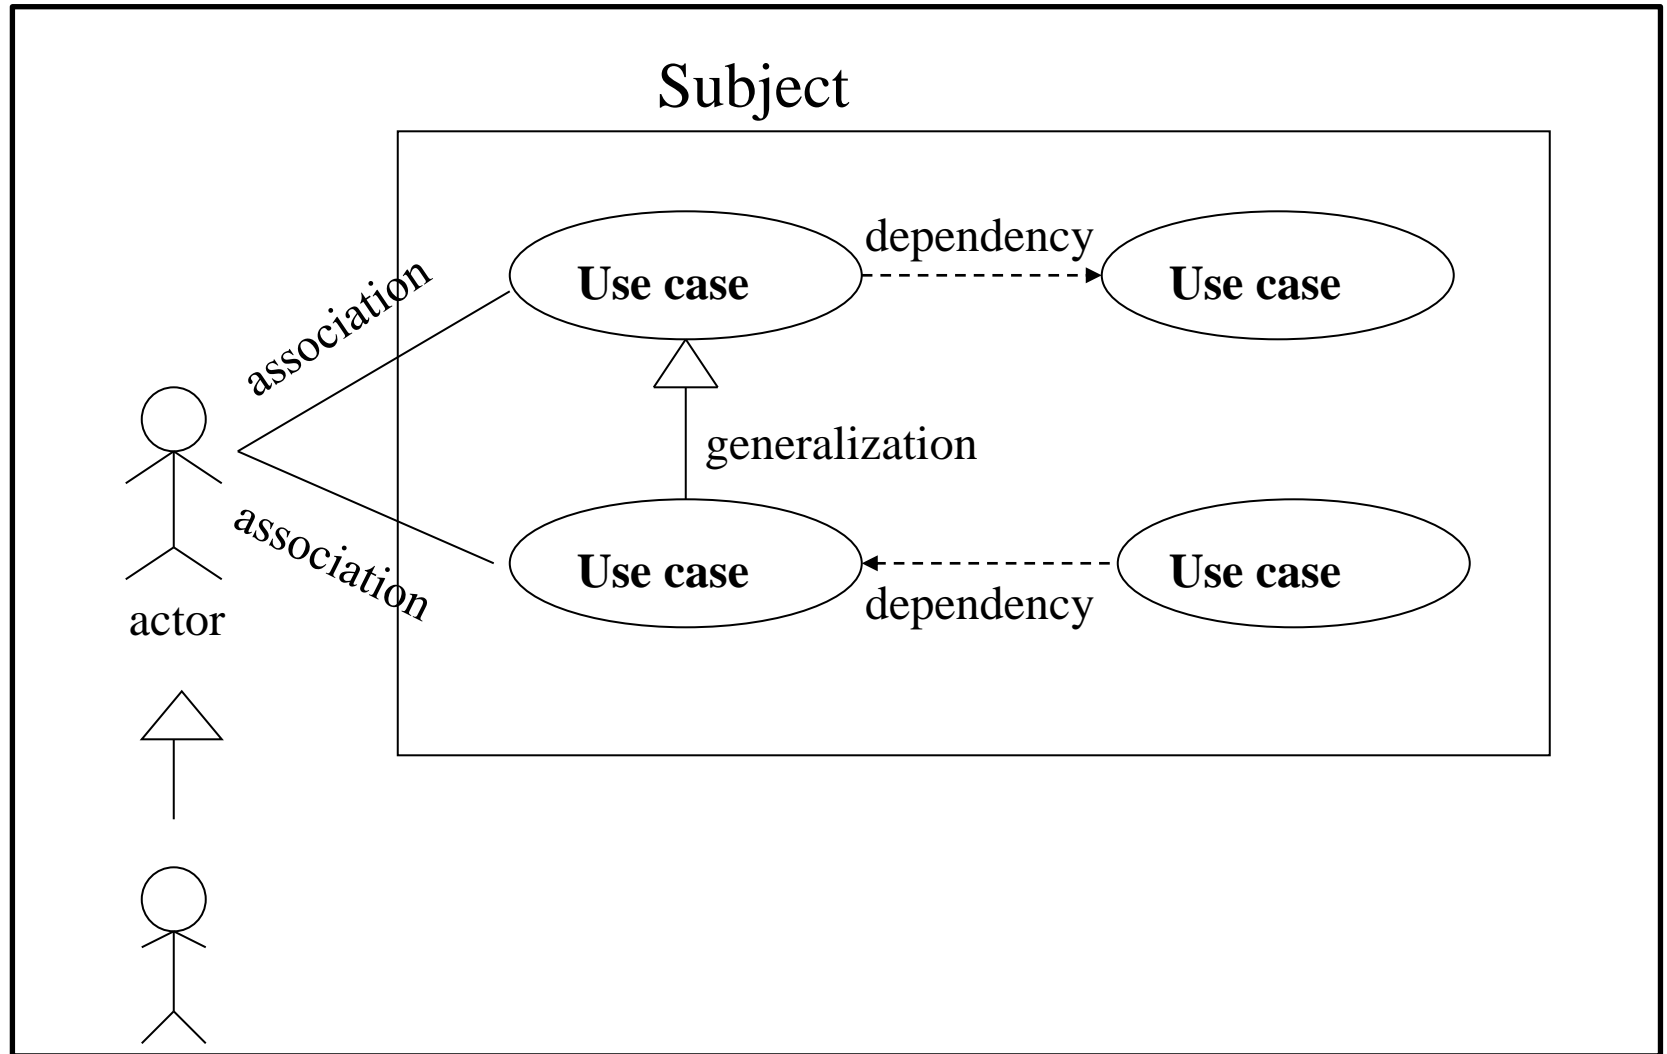 Subject
association
dependency
Use case
Use case
generalization
association
Use case
Use case
dependency
actor